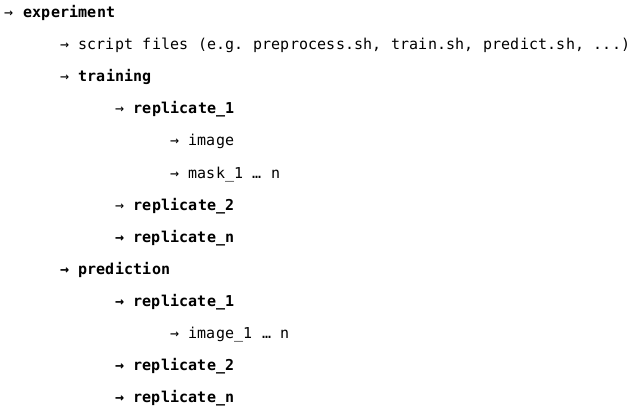 → experiment
→ script files (e.g. preprocess.sh, train.sh, predict.sh, ...)
→ training
→ replicate_1
→ image
→ mask_1 … n
→ replicate_2
→ replicate_n
→ prediction
→ replicate_1
→ image_1 … n
→ replicate_2
→ replicate_n